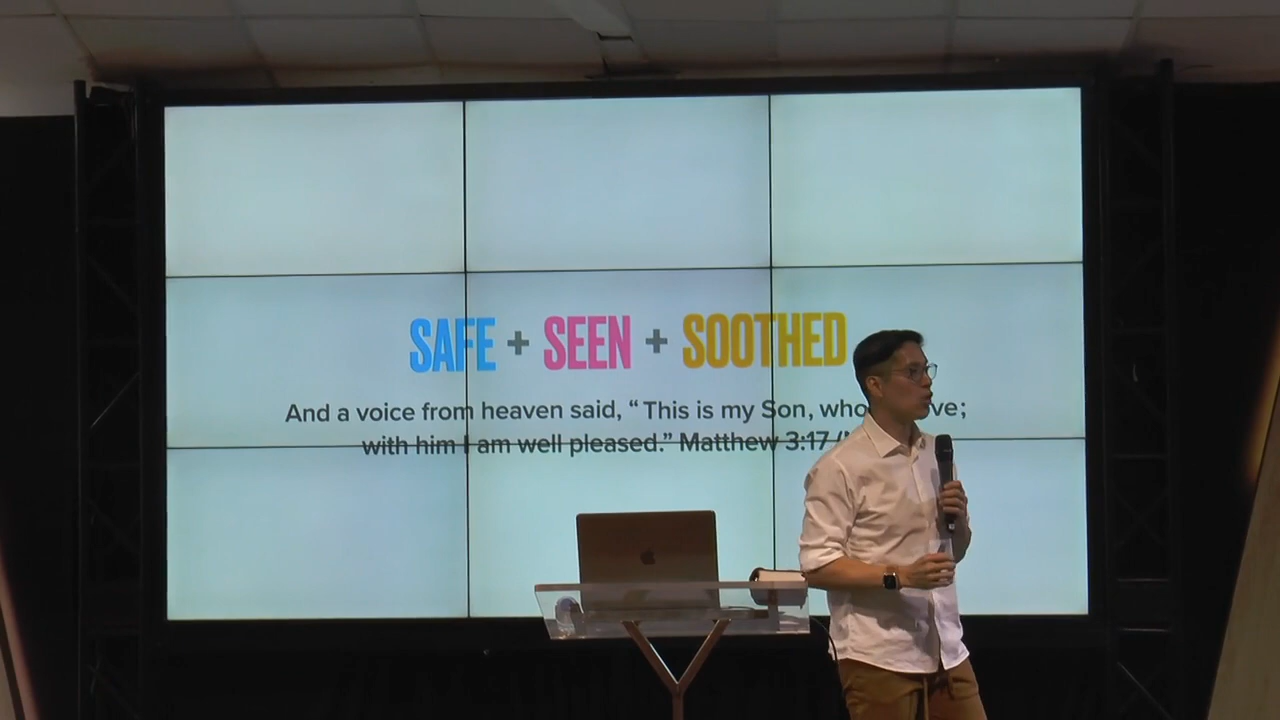 SAFE + SEEN + SOOTHED
And a voice from heaven said, “This is my Son, ve;
with him I am well pleased.” Matthew 3:17